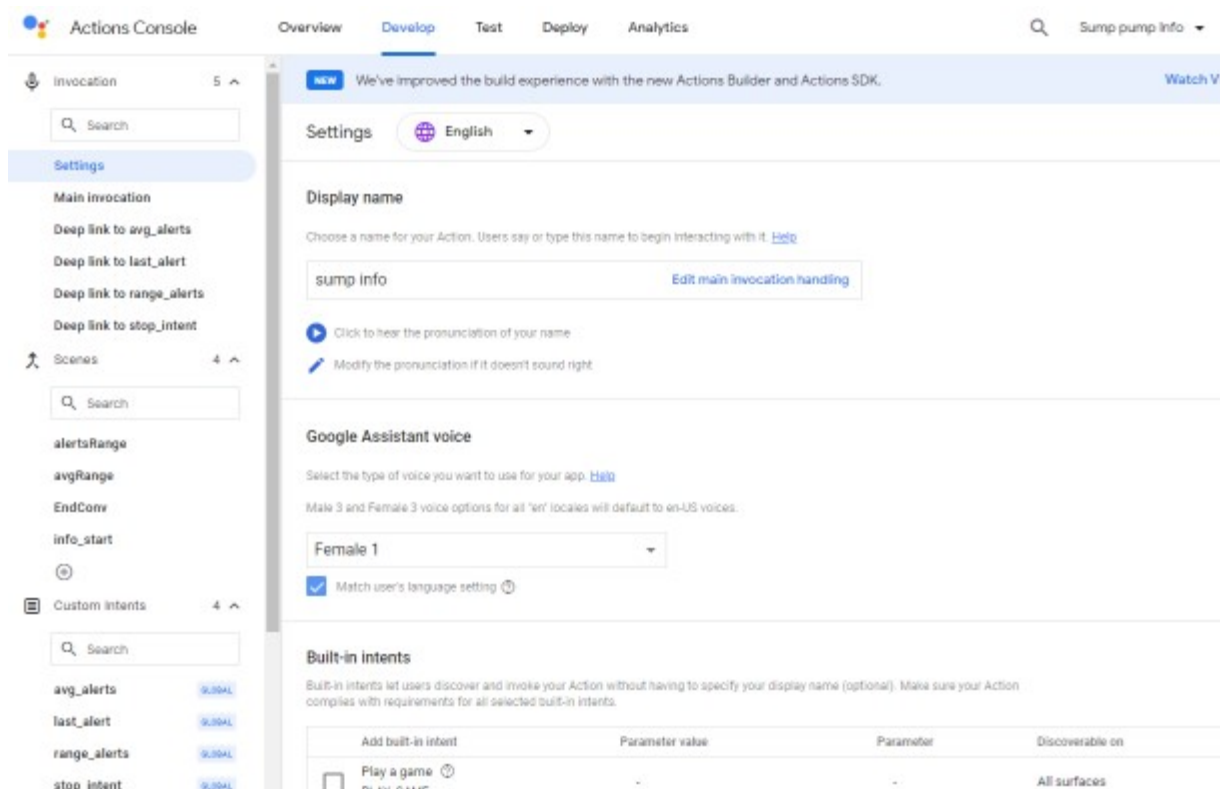 Actions Console
Overview Develop Test Deploy Analytics
Sump pump Info
Invocation 5
Search
Settings
Main invocation
Deep link to avg_alerts
Deep link to last_alert
Deep link to range_alerts
Deep link to stop_intent
Scenes 4
Search
alertsRange
avgRange
EndConv
info_start
Custom Intents 4
Search
avg_alerts GLOBAL
last_alert GLOBAL
range_alerts GLOBAL
stop_intent GLOBAL
NEW We've improved the build experience with the new Actions Builder and Actions SDK.
Watch V
Settings English
Display name
Choose a name for your Action. Users say or type this name to begin interacting with it. Help
sump info Edit main invocation handling
Click to hear the pronunciation of your name
Modify the pronunciation if it doesn't sound right
Google Assistant voice
Select the type of voice you want to use for your app. Help
Male 3 and Female 3 voice options for all 'en' locales will default to en-US voices.
Female 1
Match user's language setting
Built-in intents
Built-in intents let users discover and invoke your Action without having to specify your display name (optional). Make sure your Action
complies with requirements for all selected built-in intents.
Add built-in intent Parameter value Parameter Discoverable on
Play a game - - All surfaces